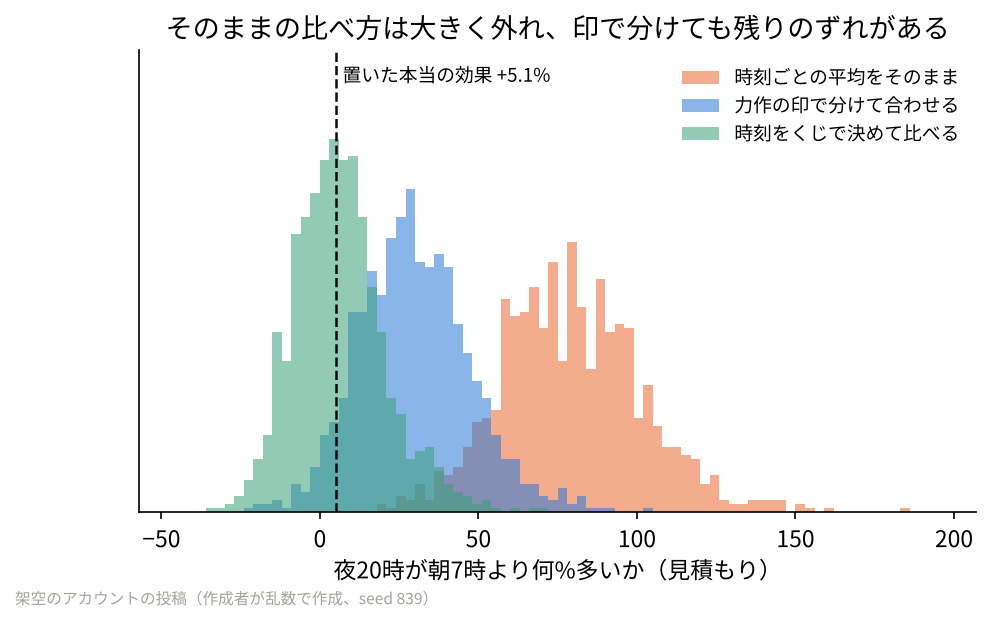 そのままの比べ方は大きく外れ、印で分けても残りのずれがある
置いた本当の効果 +5.1%
時刻ごとの平均をそのまま
力作の印で分けて合わせる
時刻をくじで決めて比べる
−50 0 50 100 150 200
夜20時が朝7時より何%多いか（見積もり）
架空のアカウントの投稿（作成者が乱数で作成、seed 839）